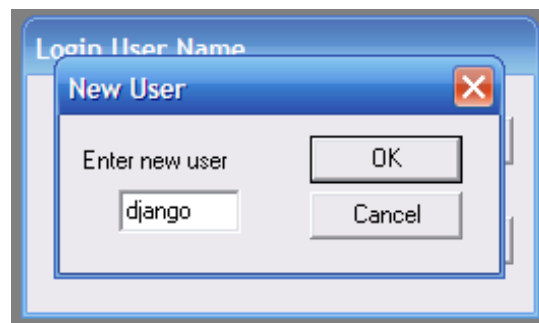 Login User Name
New User
Enter new user
OK
django
Cancel